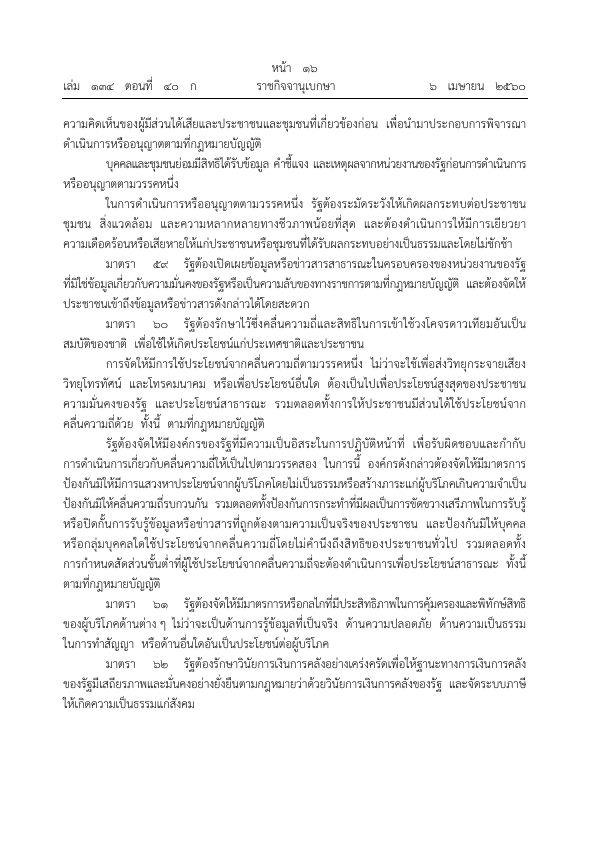 หน้า ๑๖
เล่ม ๑๓๔ ตอนที่ ๔๐ ก ราชกิจจานุเบกษา ๖ เมษายน ๒๕๖๐
ความคิดเห็นของผู้มีส่วนได้เสียและประชาชนและชุมชนที่เกี่ยวข้องก่อน เพื่อนำมาประกอบการพิจารณา
ดำเนินการหรืออนุญาตตามที่กฎหมายบัญญัติ
บุคคลและชุมชนย่อมมีสิทธิได้รับข้อมูล คำชี้แจง และเหตุผลจากหน่วยงานของรัฐก่อนการดำเนินการ
หรืออนุญาตตามวรรคหนึ่ง
ในการดำเนินการหรืออนุญาตตามวรรคหนึ่ง รัฐต้องระมัดระวังให้เกิดผลกระทบต่อประชาชน
ชุมชน สิ่งแวดล้อม และความหลากหลายทางชีวภาพน้อยที่สุด และต้องดำเนินการให้มีการเยียวยา
ความเดือดร้อนหรือเสียหายให้แก่ประชาชนหรือชุมชนที่ได้รับผลกระทบอย่างเป็นธรรมและโดยไม่ชักช้า
มาตรา ๕๙ รัฐต้องเปิดเผยข้อมูลหรือข่าวสารสาธารณะในครอบครองของหน่วยงานของรัฐ
ที่มิใช่ข้อมูลเกี่ยวกับความมั่นคงของรัฐหรือเป็นความลับของทางราชการตามที่กฎหมายบัญญัติ และต้องจัดให้
ประชาชนเข้าถึงข้อมูลหรือข่าวสารดังกล่าวได้โดยสะดวก
มาตรา ๖๐ รัฐต้องรักษาไว้ซึ่งคลื่นความถี่และสิทธิในการเข้าใช้วงโคจรดาวเทียมอันเป็น
สมบัติของชาติ เพื่อใช้ให้เกิดประโยชน์แก่ประเทศชาติและประชาชน
การจัดให้มีการใช้ประโยชน์จากคลื่นความถี่ตามวรรคหนึ่ง ไม่ว่าจะใช้เพื่อส่งวิทยุกระจายเสียง
วิทยุโทรทัศน์ และโทรคมนาคม หรือเพื่อประโยชน์อื่นใด ต้องเป็นไปเพื่อประโยชน์สูงสุดของประชาชน
ความมั่นคงของรัฐ และประโยชน์สาธารณะ รวมตลอดทั้งการให้ประชาชนมีส่วนได้ใช้ประโยชน์จาก
คลื่นความถี่ด้วย ทั้งนี้ ตามที่กฎหมายบัญญัติ
รัฐต้องจัดให้มีองค์กรของรัฐที่มีความเป็นอิสระในการปฏิบัติหน้าที่ เพื่อรับผิดชอบและกำกับ
การดำเนินการเกี่ยวกับคลื่นความถี่ให้เป็นไปตามวรรคสอง ในการนี้ องค์กรดังกล่าวต้องจัดให้มีมาตรการ
ป้องกันมิให้มีการแสวงหาประโยชน์จากผู้บริโภคโดยไม่เป็นธรรมหรือสร้างภาระแก่ผู้บริโภคเกินความจำเป็น
ป้องกันมิให้คลื่นความถี่รบกวนกัน รวมตลอดทั้งป้องกันการกระทำที่มีผลเป็นการขัดขวางเสรีภาพในการรับรู้
หรือปิดกั้นการรับรู้ข้อมูลหรือข่าวสารที่ถูกต้องตามความเป็นจริงของประชาชน และป้องกันมิให้บุคคล
หรือกลุ่มบุคคลใดใช้ประโยชน์จากคลื่นความถี่โดยไม่คำนึงถึงสิทธิของประชาชนทั่วไป รวมตลอดทั้ง
การกำหนดสัดส่วนขั้นต่ำที่ผู้ใช้ประโยชน์จากคลื่นความถี่จะต้องดำเนินการเพื่อประโยชน์สาธารณะ ทั้งนี้
ตามที่กฎหมายบัญญัติ
มาตรา ๖๑ รัฐต้องจัดให้มีมาตรการหรือกลไกที่มีประสิทธิภาพในการคุ้มครองและพิทักษ์สิทธิ
ของผู้บริโภคด้านต่าง ๆ ไม่ว่าจะเป็นด้านการรู้ข้อมูลที่เป็นจริง ด้านความปลอดภัย ด้านความเป็นธรรม
ในการทำสัญญา หรือด้านอื่นใดอันเป็นประโยชน์ต่อผู้บริโภค
มาตรา ๖๒ รัฐต้องรักษาวินัยการเงินการคลังอย่างเคร่งครัดเพื่อให้ฐานะทางการเงินการคลัง
ของรัฐมีเสถียรภาพและมั่นคงอย่างยั่งยืนตามกฎหมายว่าด้วยวินัยการเงินการคลังของรัฐ และจัดระบบภาษี
ให้เกิดความเป็นธรรมแก่สังคม